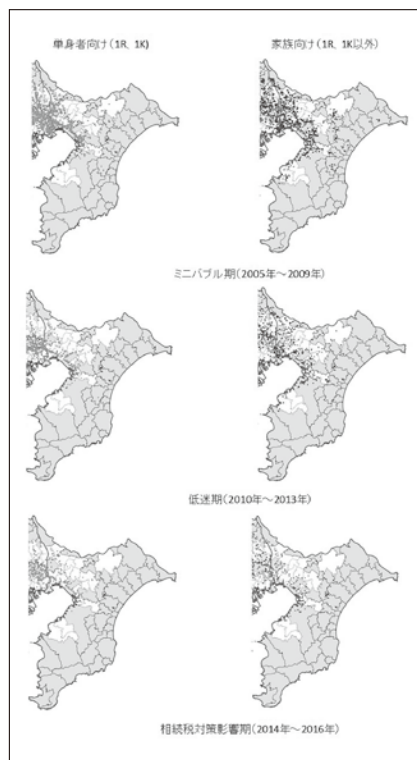 単身者向け(1R、1K)
家族向け(1R、1K以外)
ミニバブル期(2005年～2009年)
低迷期(2010年～2013年)
相続税対策影響期(2014年～2016年)